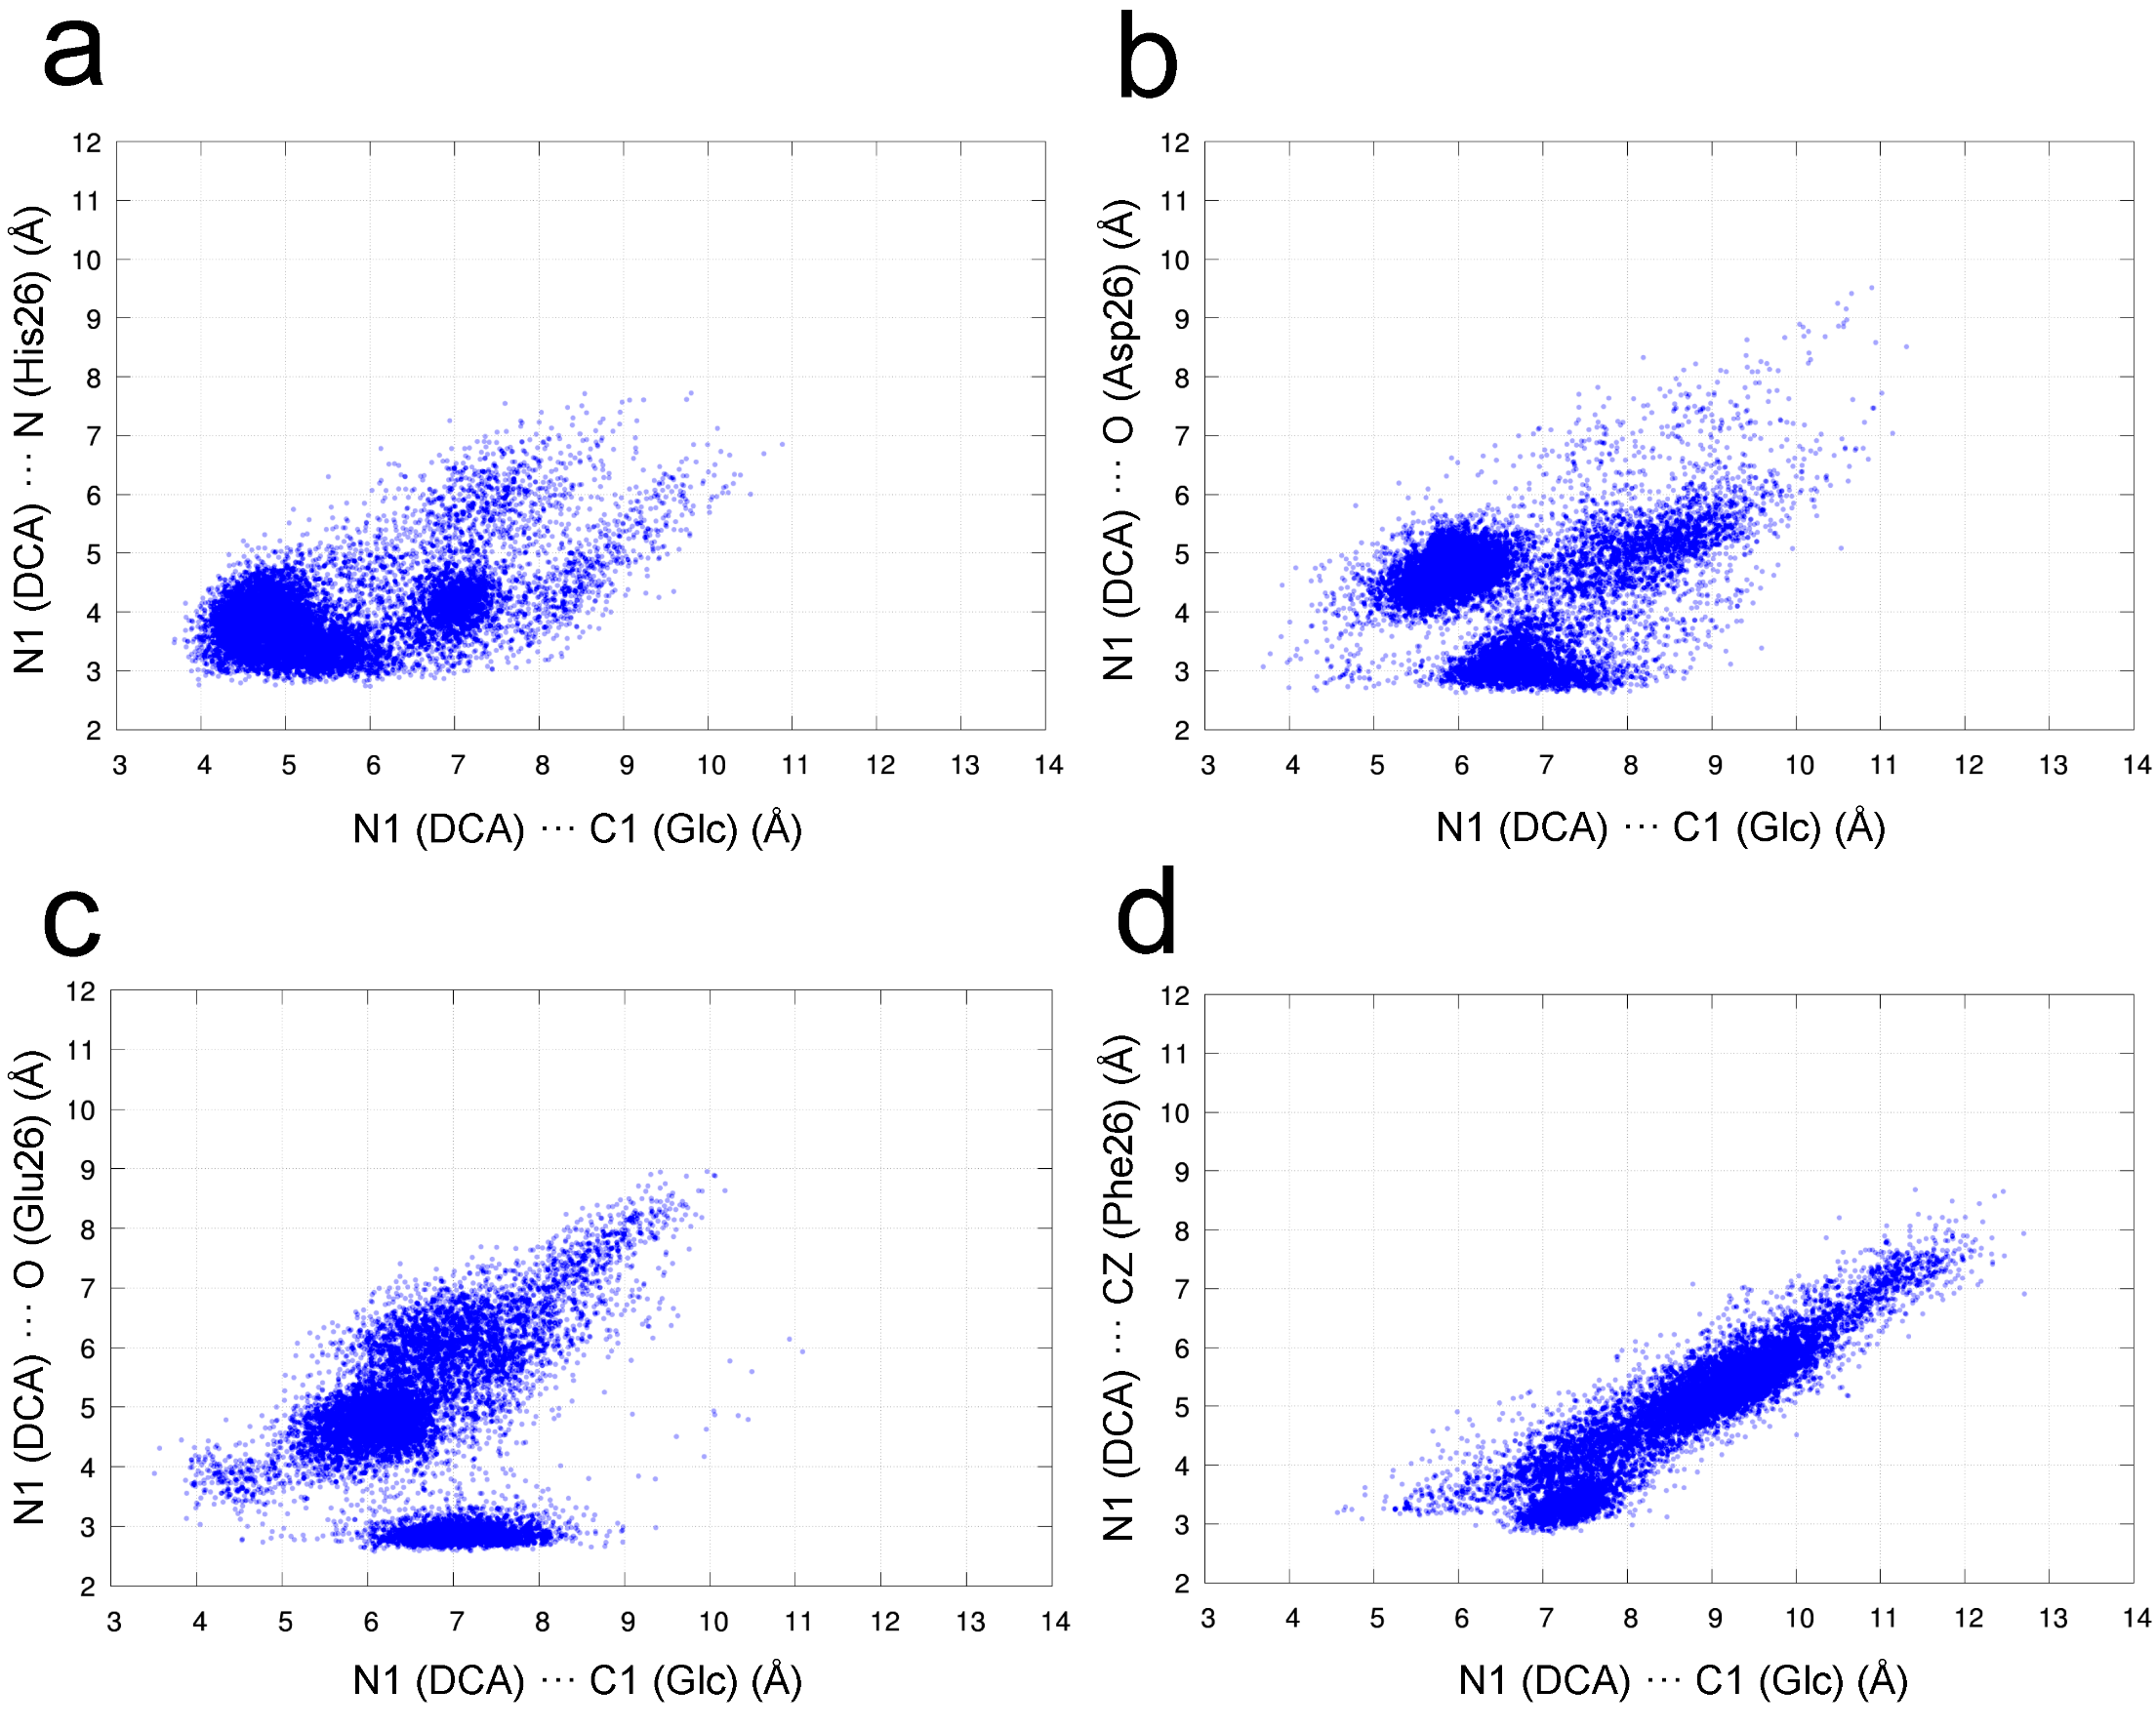 a
12
11
10
9
8
7
6
5
4
3
2
N1 (DCA) ··· N (His26) (Å)
3 4 5 6 7 8 9 10 11 12 13 14
N1 (DCA) ··· C1 (Glc) (Å)
b
12
11
10
9
8
7
6
5
4
3
2
N1 (DCA) ··· O (Asp26) (Å)
3 4 5 6 7 8 9 10 11 12 13 14
N1 (DCA) ··· C1 (Glc) (Å)
c
12
11
10
9
8
7
6
5
4
3
2
N1 (DCA) ··· O (Glu26) (Å)
3 4 5 6 7 8 9 10 11 12 13 14
N1 (DCA) ··· C1 (Glc) (Å)
d
12
11
10
9
8
7
6
5
4
3
2
N1 (DCA) ··· CZ (Phe26) (Å)
3 4 5 6 7 8 9 10 11 12 13 14
N1 (DCA) ··· C1 (Glc) (Å)